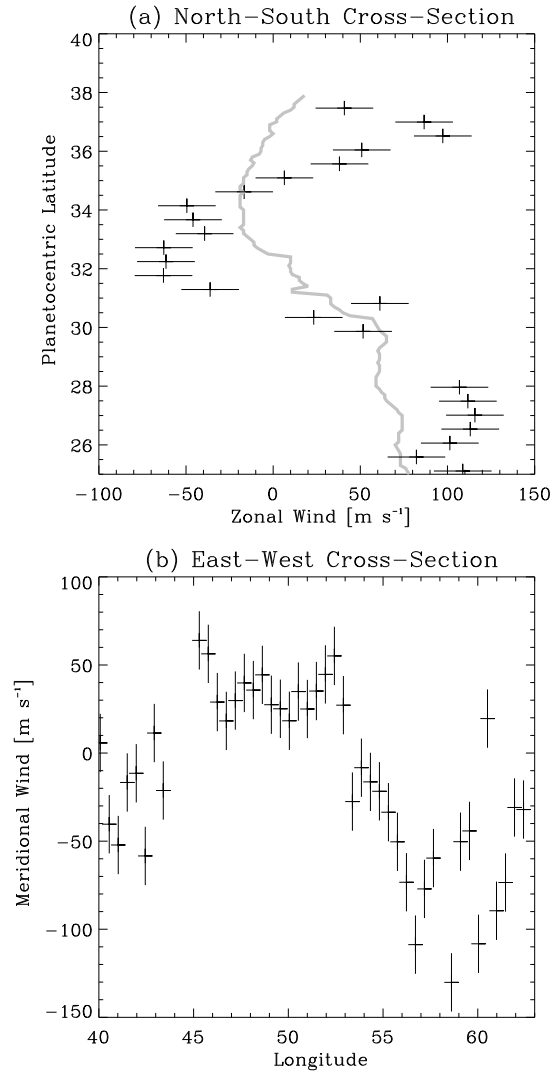 (a) North-South Cross-Section
40
38
36
34
32
30
28
26
Planetocentric Latitude
-100 -50 0 50 100 150
Zonal Wind [m s⁻¹]
(b) East-West Cross-Section
100
50
0
-50
-100
-150
Meridional Wind [m s⁻¹]
40 45 50 55 60
Longitude